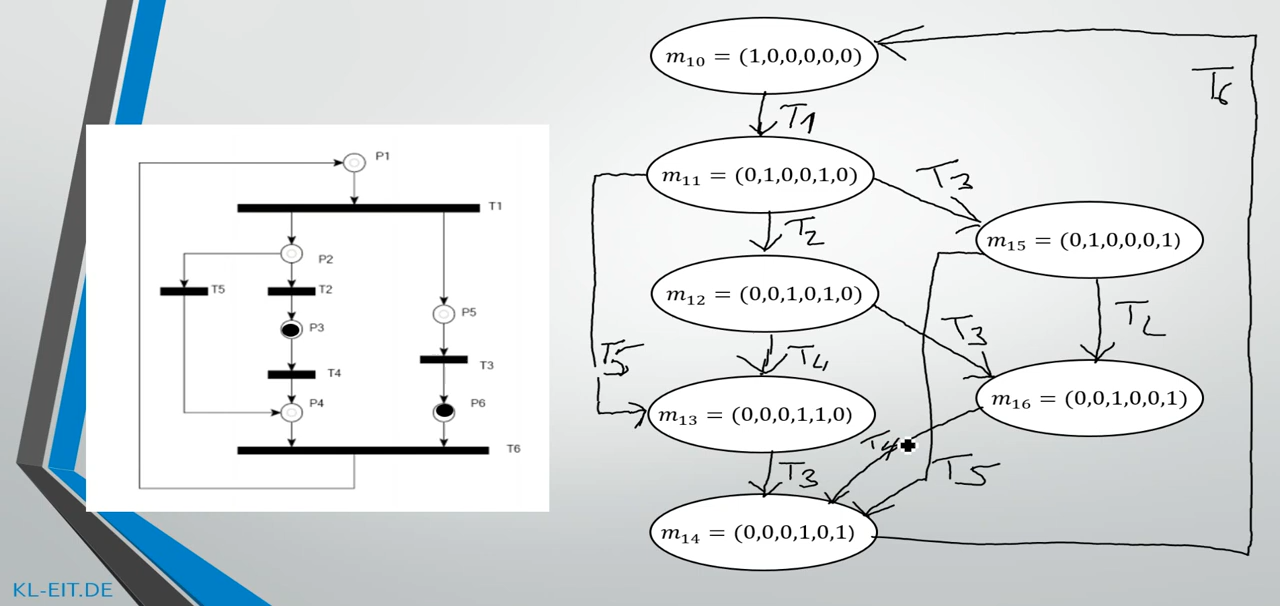 P1
T1
P2
T5
T2
P3
P5
T3
T4
P4
P6
T6
m₁₀ = (1,0,0,0,0,0)
T1
T6
m₁₁ = (0,1,0,0,1,0)
T3
T2
m₁₅ = (0,1,0,0,0,1)
m₁₂ = (0,0,1,0,1,0)
T3
T2
T5
T4
m₁₆ = (0,0,1,0,0,1)
m₁₃ = (0,0,0,1,1,0)
T4
T3
T5
m₁₄ = (0,0,0,1,0,1)
KL-EIT.DE